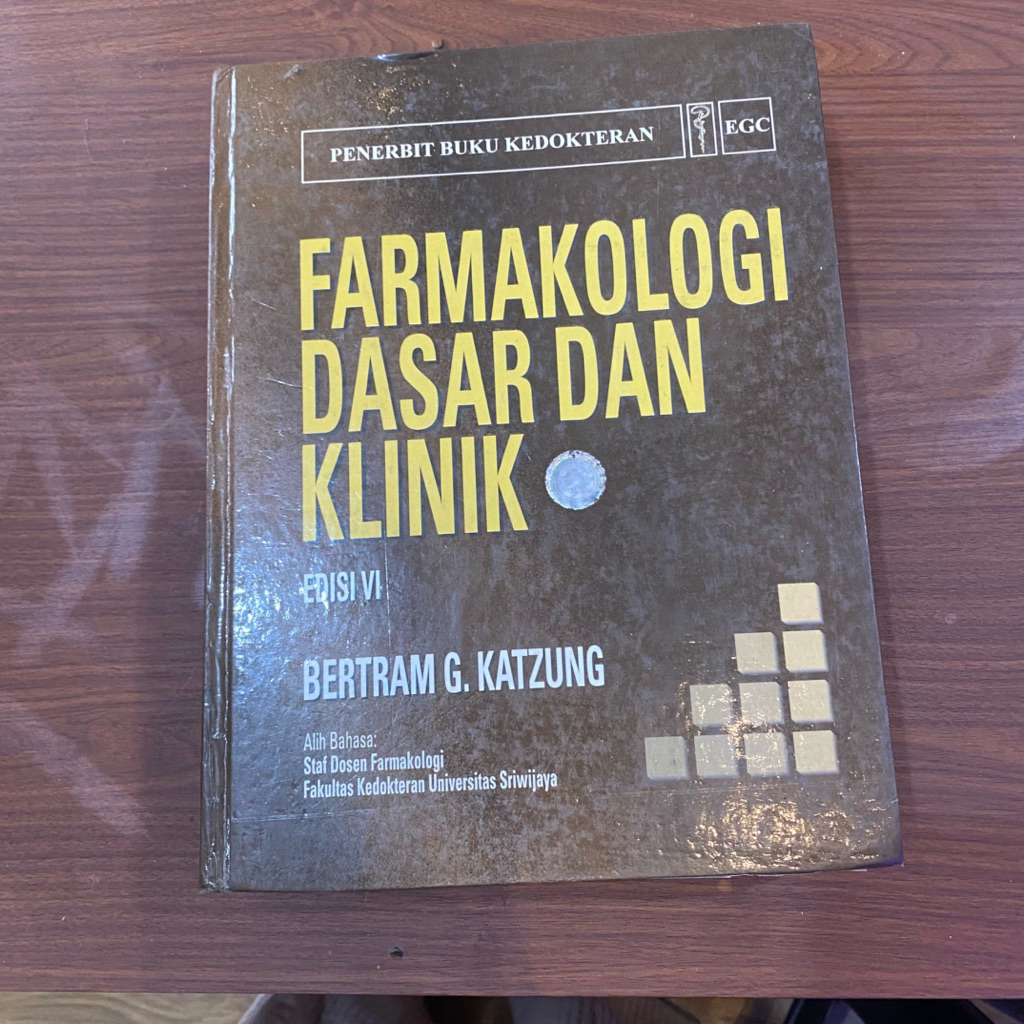 PENERBIT BUKU KEDOKTERAN EGC
FARMAKOLOGI
DASAR DAN
KLINIK
EDISI VI
BERTRAM G. KATZUNG
Alih Bahasa:
Staf Dosen Farmakologi
Fakultas Kedokteran Universitas Sriwijaya